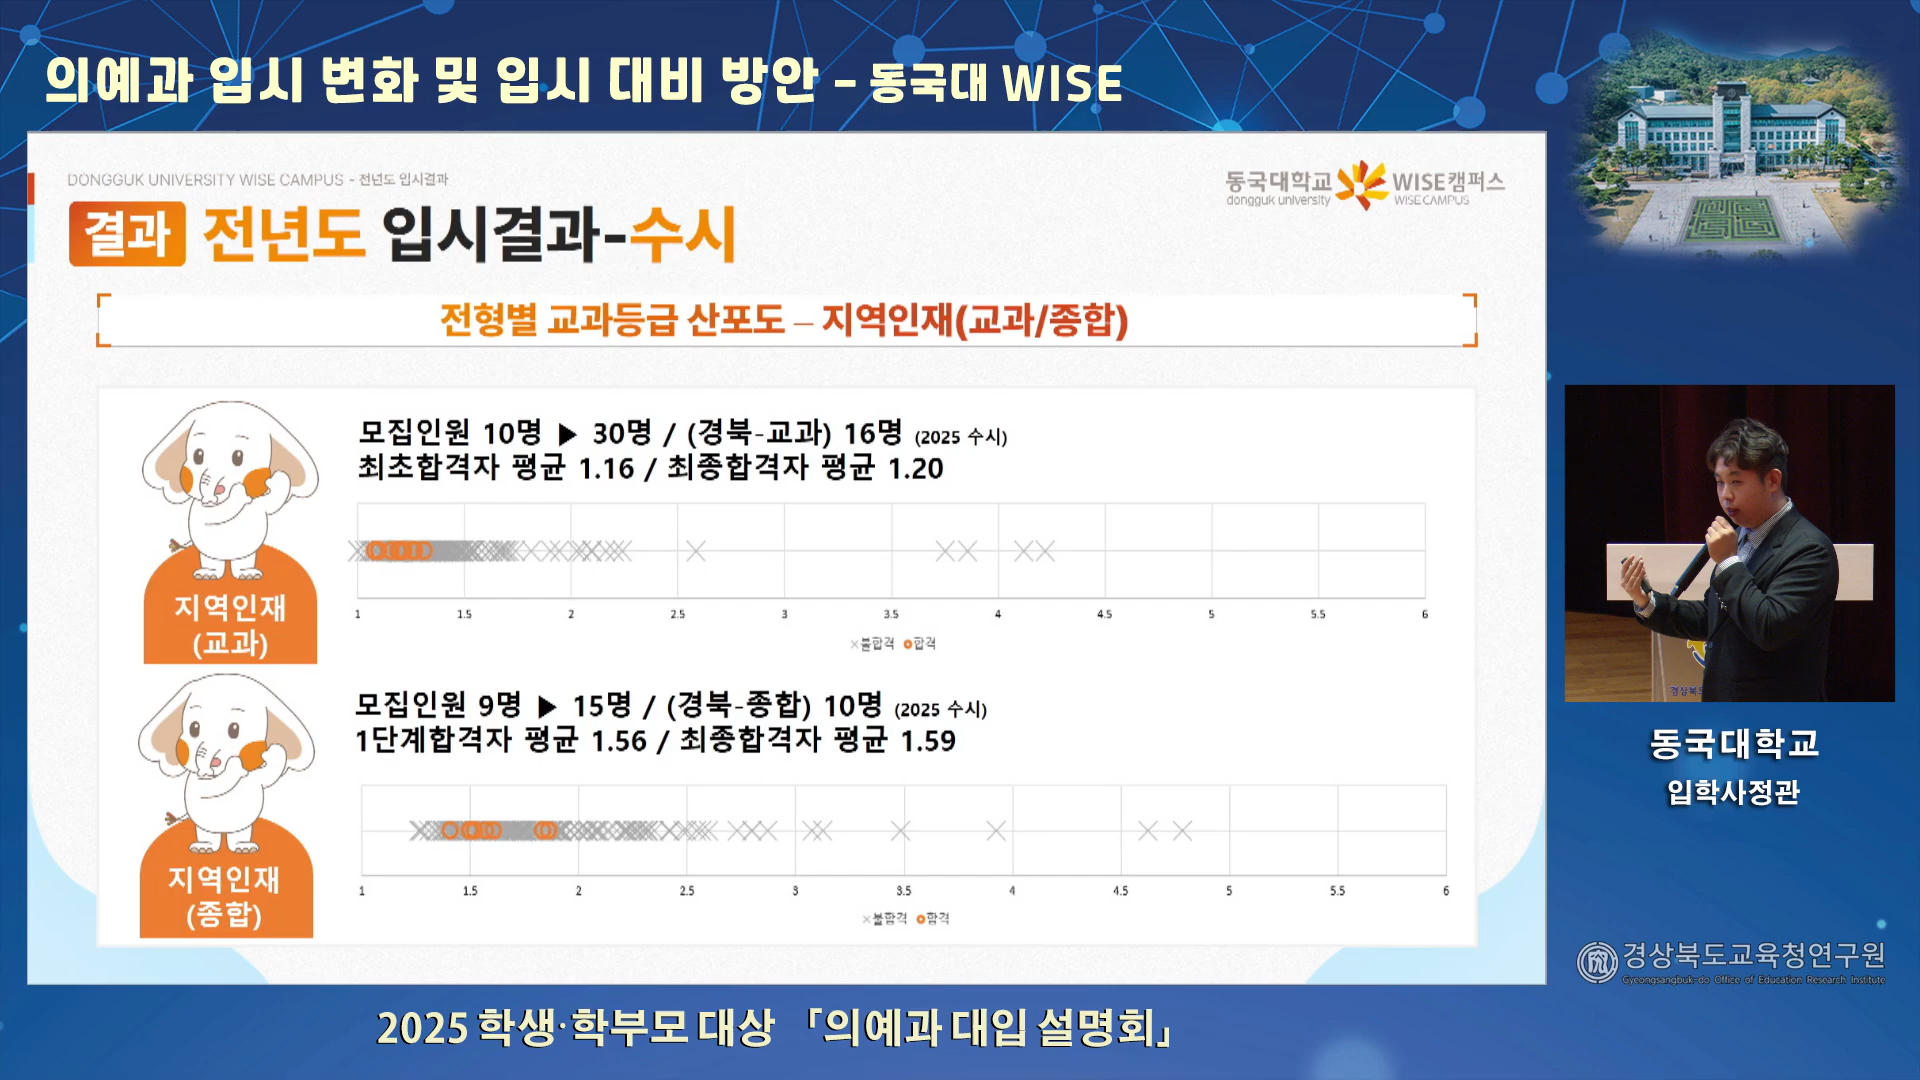 의예과 입시 변화 및 입시 대비 방안 - 동국대 WISE
DONGGUK UNIVERSITY WISE CAMPUS - 전년도 입시결과
동국대학교 WISE캠퍼스
dongguk university WISE CAMPUS
결과 전년도 입시결과-수시
전형별 교과등급 산포도 – 지역인재(교과/종합)
모집인원 10명 ▶ 30명 / (경북-교과) 16명 (2025 수시)
최초합격자 평균 1.16 / 최종합격자 평균 1.20
지역인재
(교과)
1 1.5 2 2.5 3 3.5 4 4.5 5 5.5 6
×불합격 ○합격
모집인원 9명 ▶ 15명 / (경북-종합) 10명 (2025 수시)
1단계합격자 평균 1.56 / 최종합격자 평균 1.59
지역인재
(종합)
1 1.5 2 2.5 3 3.5 4 4.5 5 5.5 6
×불합격 ○합격
동국대학교
입학사정관
경상북도교육청연구원
Gyeongsangbuk-do Office of Education Research Institute
2025 학생·학부모 대상 「의예과 대입 설명회」